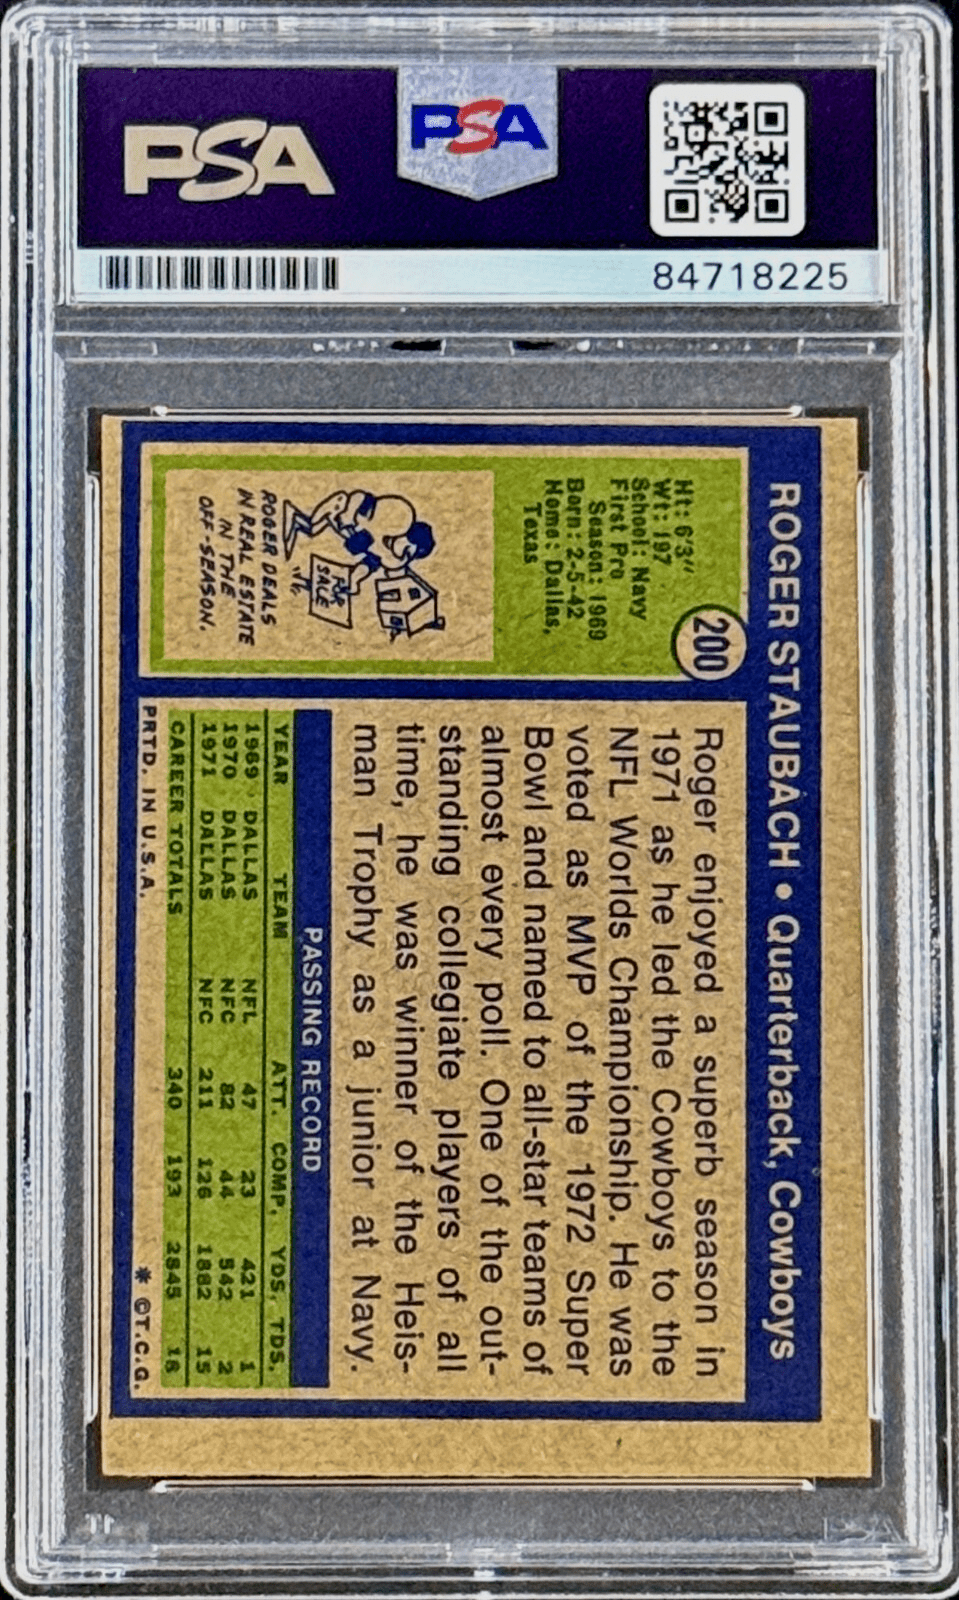 PSA
PSA
84718225
ROGER STAUBACH • Quarterback, Cowboys
200
Ht: 6'3"
Wt: 197
School: Navy
First Pro
Season: 1969
Born: 2-5-42
Home: Dallas,
Texas
FOR
SALE
ROGER DEALS
IN REAL ESTATE
IN THE
OFF-SEASON.
Roger enjoyed a superb season in
1971 as he led the Cowboys to the
NFL Worlds Championship. He was
voted as MVP of the 1972 Super
Bowl and named to all-star teams of
almost every poll. One of the out-
standing collegiate players of all
time, he was winner of the Heis-
man Trophy as a junior at Navy.
PASSING RECORD
YEAR TEAM ATT. COMP. YDS. TDS.
1969 DALLAS NFL 47 23 421 1
1970 DALLAS NFC 82 44 542 2
1971 DALLAS NFC 211 126 1882 15
CAREER TOTALS 340 193 2845 18
PRTD. IN U.S.A. * ©T.C.G.